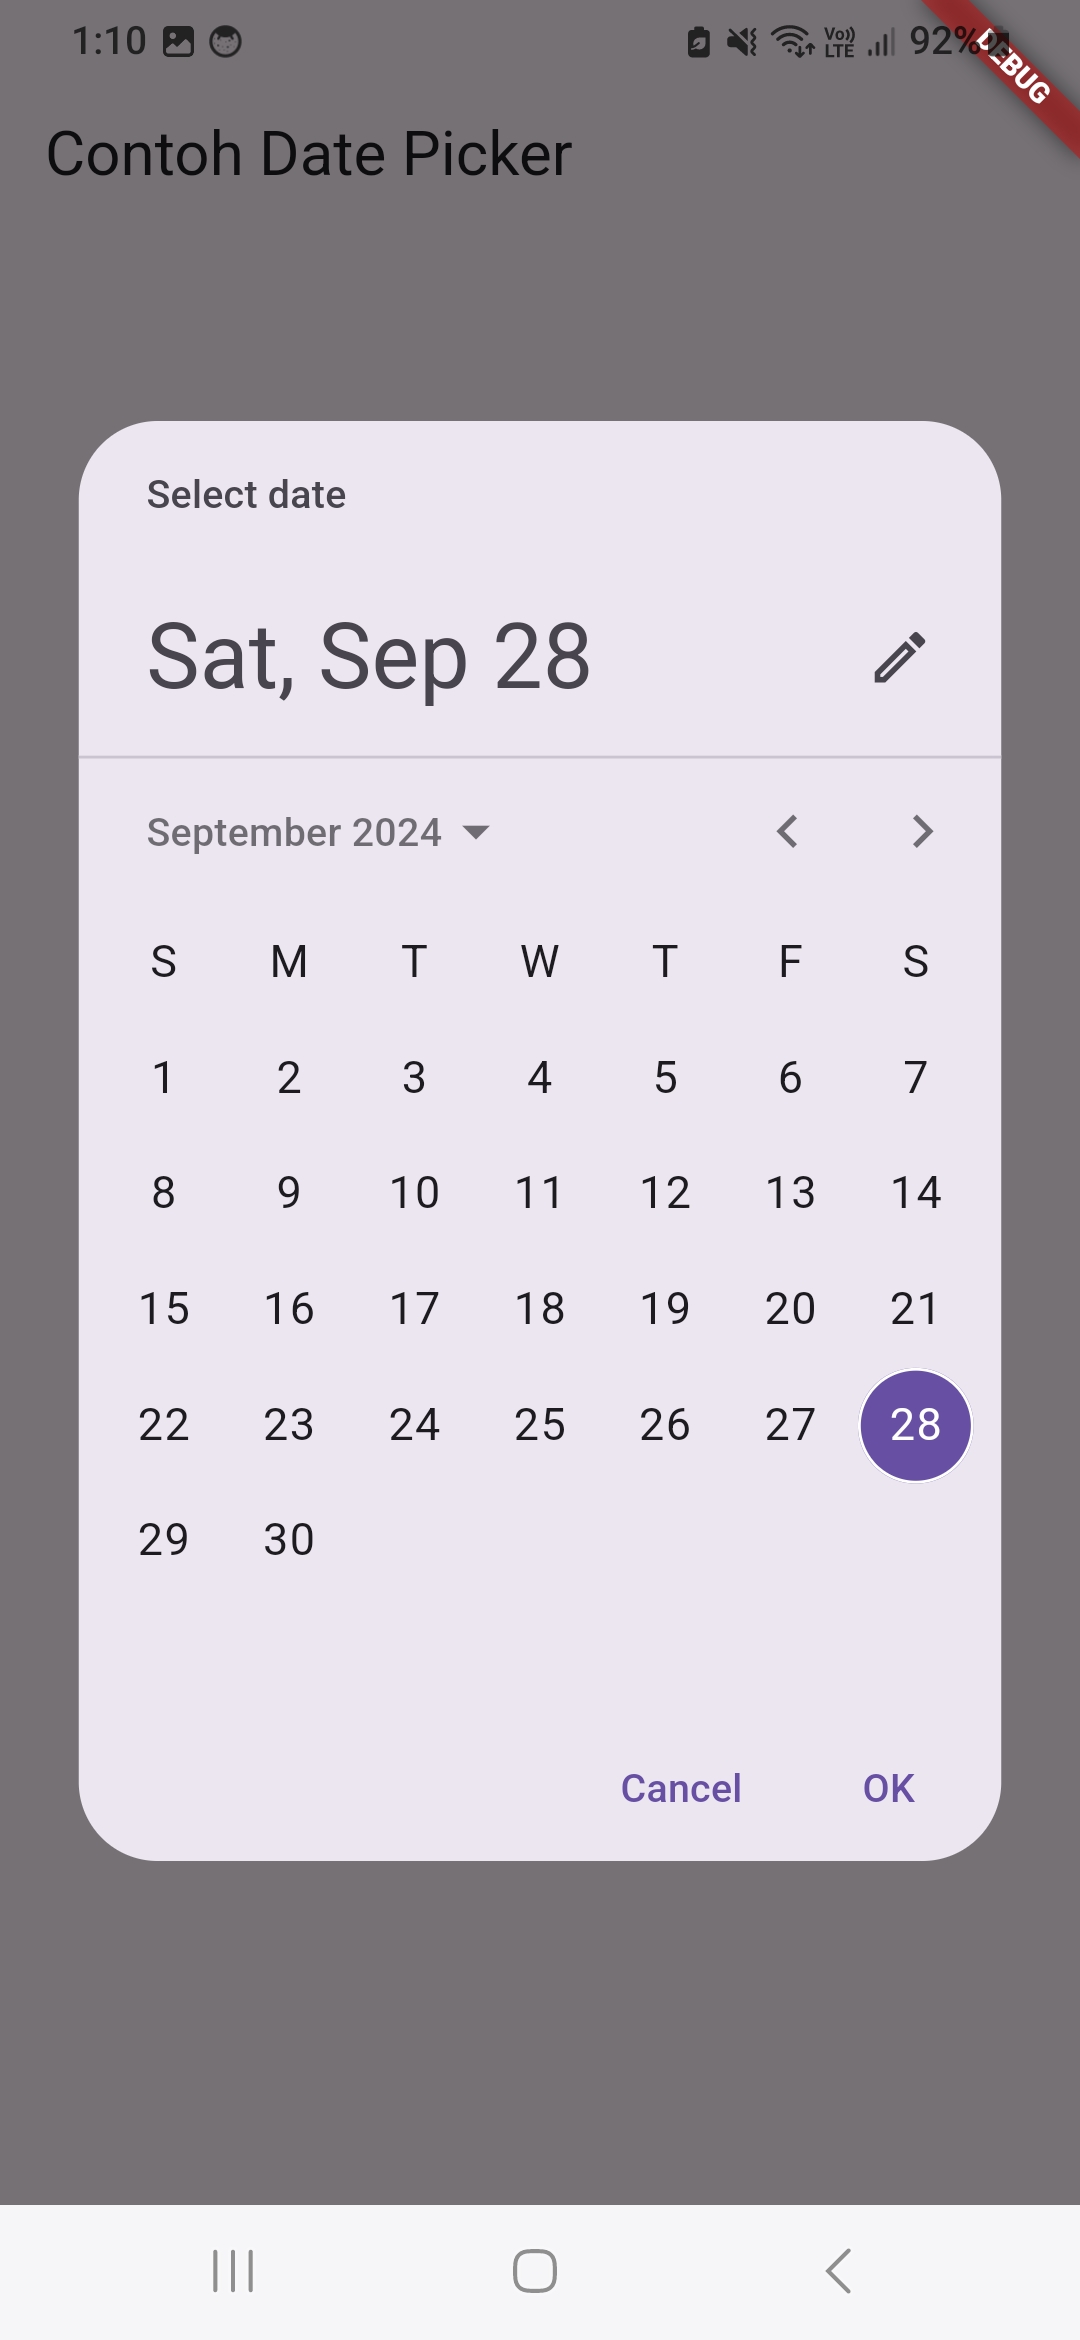 1:10 Vo)) LTE 92%
DEBUG
Contoh Date Picker
Select date
Sat, Sep 28
September 2024
S M T W T F S
1 2 3 4 5 6 7
8 9 10 11 12 13 14
15 16 17 18 19 20 21
22 23 24 25 26 27 28
29 30
Cancel OK